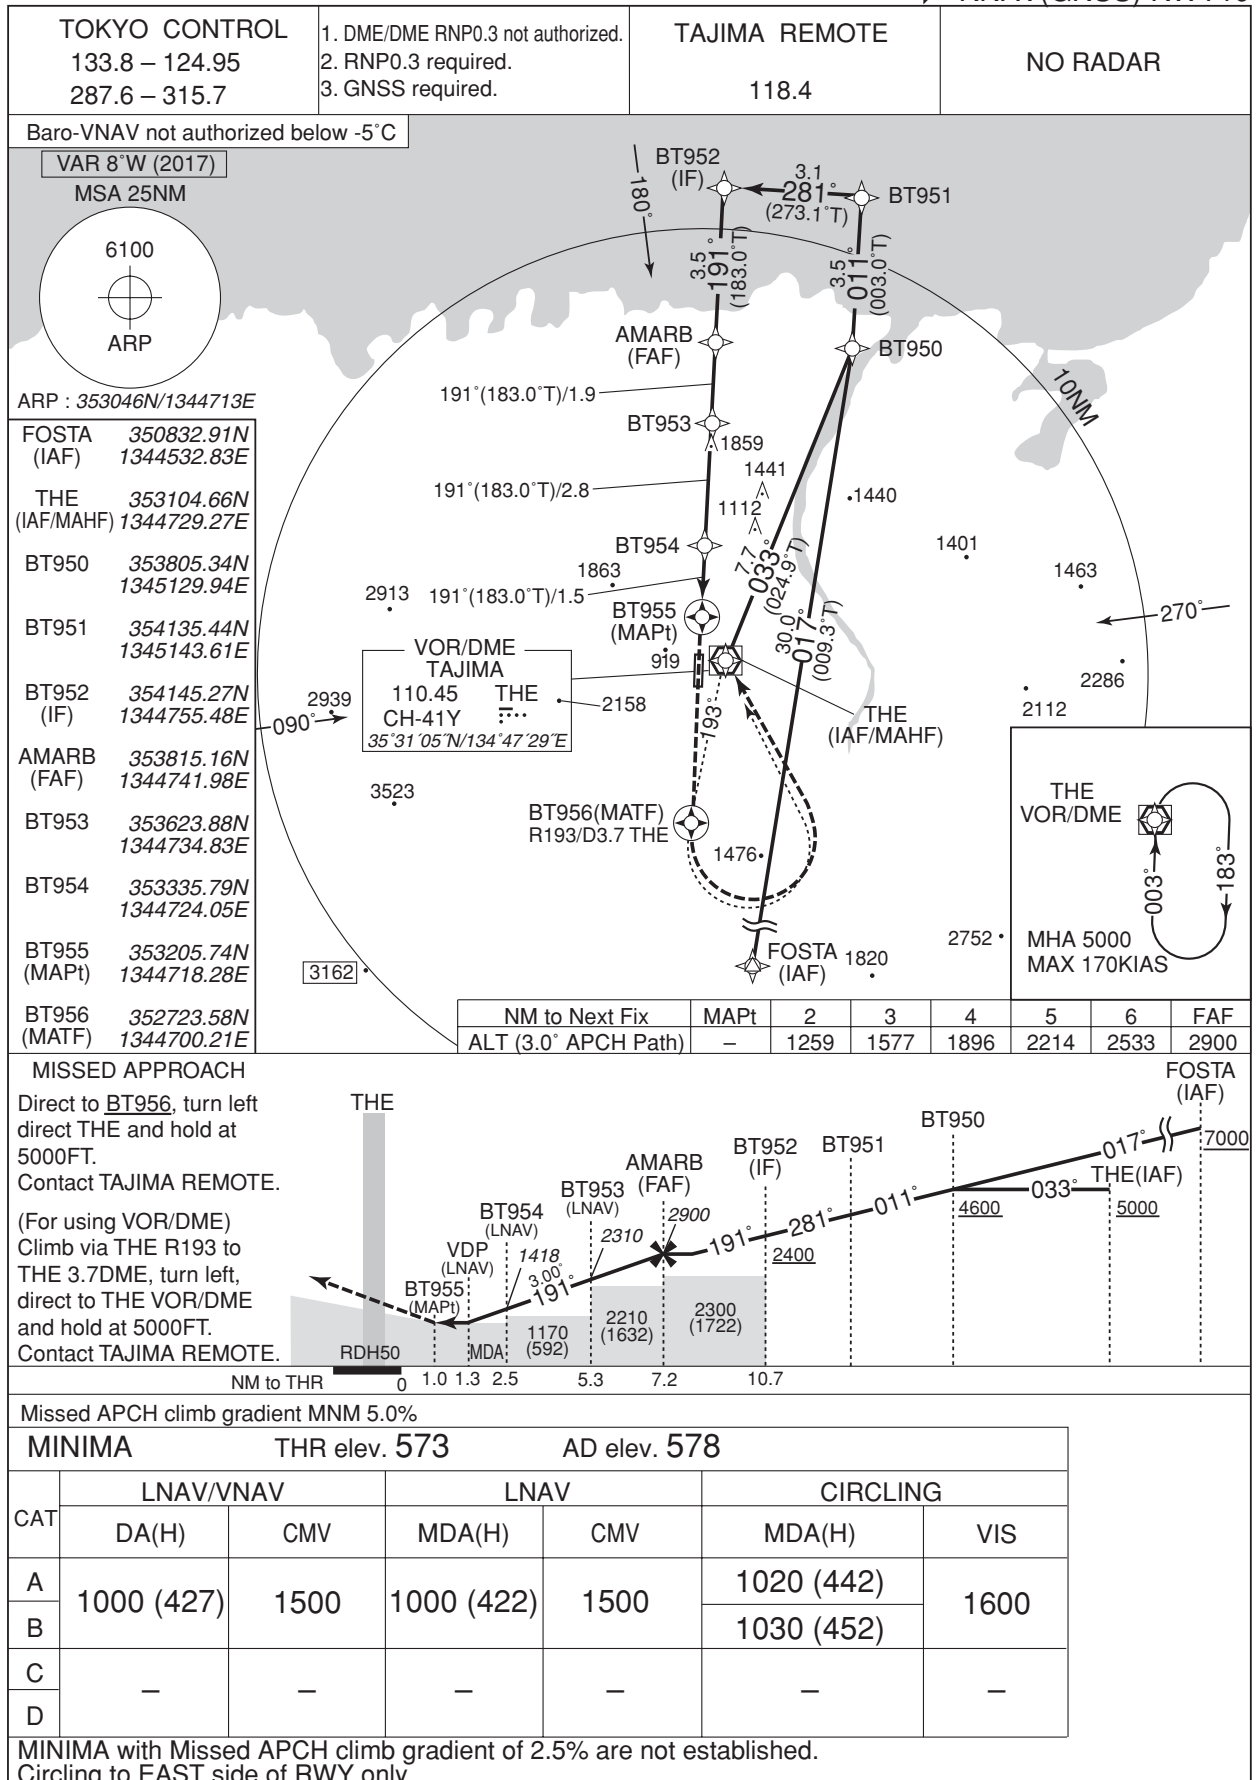 TOKYO CONTROL
133.8 – 124.95
287.6 – 315.7
1. DME/DME RNP0.3 not authorized.
2. RNP0.3 required.
3. GNSS required.
TAJIMA REMOTE
118.4
NO RADAR
Baro-VNAV not authorized below -5˚C
VAR 8˚W (2017)
MSA 25NM
6100
ARP
ARP : 353046N/1344713E
FOSTA 350832.91N
(IAF) 1344532.83E
THE 353104.66N
(IAF/MAHF) 1344729.27E
BT950 353805.34N
1345129.94E
BT951 354135.44N
1345143.61E
BT952 354145.27N
(IF) 1344755.48E
AMARB 353815.16N
(FAF) 1344741.98E
BT953 353623.88N
1344734.83E
BT954 353335.79N
1344724.05E
BT955 353205.74N
(MAPt) 1344718.28E
BT956 352723.58N
(MATF) 1344700.21E
180˚
BT952
(IF)
3.1
281˚
(273.1˚T)
BT951
3.5
191˚
(183.0˚T)
3.5
011˚
(003.0˚T)
AMARB
(FAF)
BT950
10NM
191˚(183.0˚T)/1.9
BT953
1859
1441
191˚(183.0˚T)/2.8
1112
1440
BT954
1401
1863
7.7
033˚
(024.9˚T)
1463
2913
191˚(183.0˚T)/1.5
BT955
(MAPt)
30.0
017˚
(009.3˚T)
270˚
VOR/DME
TAJIMA
110.45 THE
CH-41Y
35˚31´05˝N/134˚47´29˝E
919
2286
2939
2158
2112
090˚
193˚
THE
(IAF/MAHF)
3523
BT956(MATF)
R193/D3.7 THE
1476
THE
VOR/DME
003˚
183˚
MHA 5000
MAX 170KIAS
2752
FOSTA
(IAF)
1820
3162
NM to Next Fix MAPt 2 3 4 5 6 FAF
ALT (3.0˚ APCH Path) – 1259 1577 1896 2214 2533 2900
MISSED APPROACH
Direct to BT956, turn left
direct THE and hold at
5000FT.
Contact TAJIMA REMOTE.
(For using VOR/DME)
Climb via THE R193 to
THE 3.7DME, turn left,
direct to THE VOR/DME
and hold at 5000FT.
Contact TAJIMA REMOTE.
THE
FOSTA
(IAF)
BT950
BT951
BT952
(IF)
AMARB
(FAF)
BT953
(LNAV)
BT954
(LNAV)
VDP
(LNAV)
BT955
(MAPt)
017˚
7000
THE(IAF)
033˚
4600
5000
011˚
281˚
191˚
2400
2900
2310
1418
3.00˚
191˚
2300
(1722)
2210
(1632)
1170
(592)
MDA
RDH50
NM to THR 0 1.0 1.3 2.5 5.3 7.2 10.7
Missed APCH climb gradient MNM 5.0%
MINIMA THR elev. 573 AD elev. 578
CAT LNAV/VNAV LNAV CIRCLING
DA(H) CMV MDA(H) CMV MDA(H) VIS
A 1000 (427) 1500 1000 (422) 1500 1020 (442) 1600
B 1030 (452)
C – – – – – –
D
MINIMA with Missed APCH climb gradient of 2.5% are not established.
Circling to EAST side of RWY only